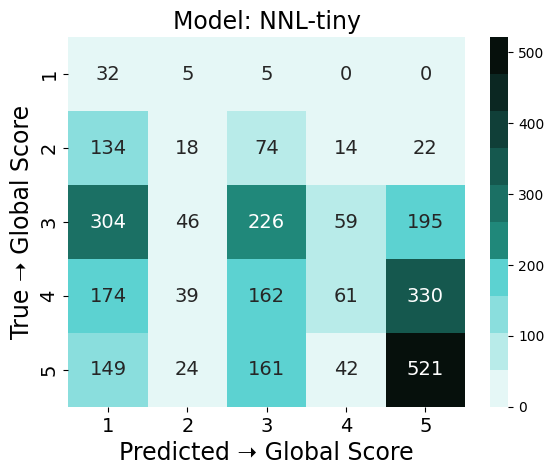 Model: NNL-tiny
True → Global Score
1 32 5 5 0 0
2 134 18 74 14 22
3 304 46 226 59 195
4 174 39 162 61 330
5 149 24 161 42 521
1 2 3 4 5
Predicted → Global Score
500
400
300
200
100
0